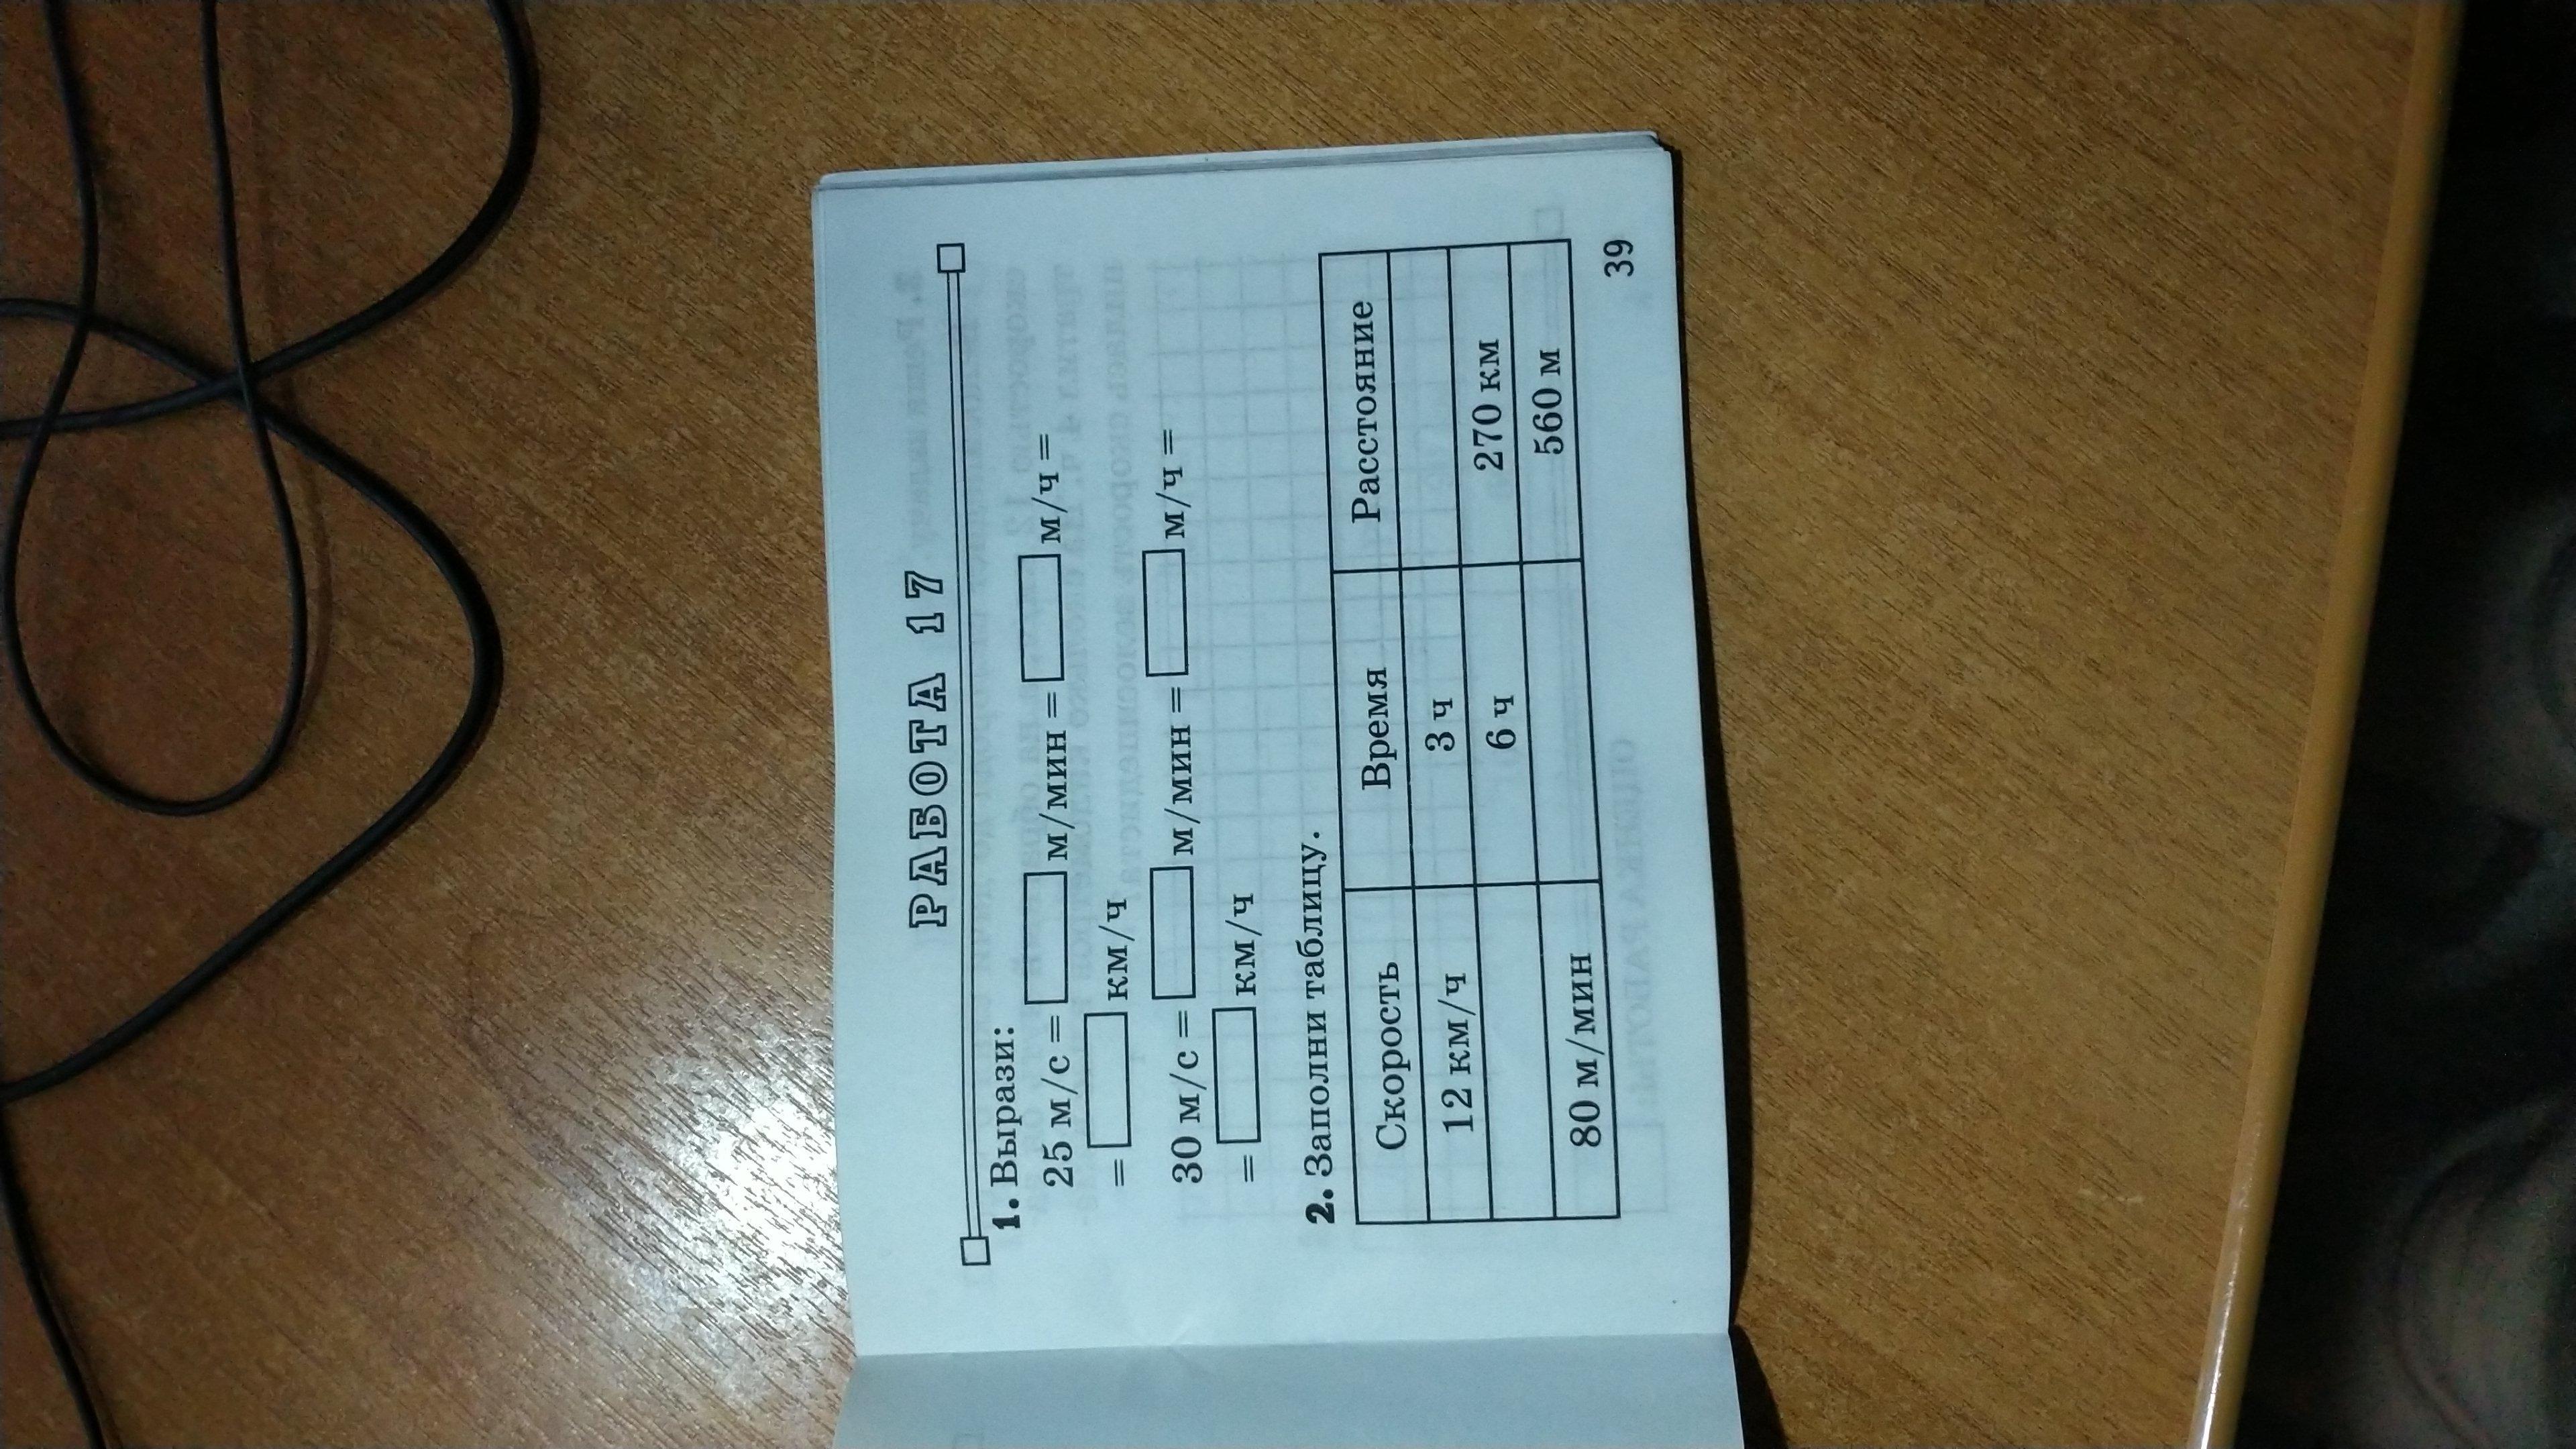 РАБОТА 17
1. Вырази:
25 м/с = м/мин = м/ч =
= км/ч
30 м/с = м/мин = м/ч =
= км/ч
2. Заполни таблицу.
Скорость Время Расстояние
12 км/ч 3 ч
6 ч 270 км
80 м/мин 560 м
39